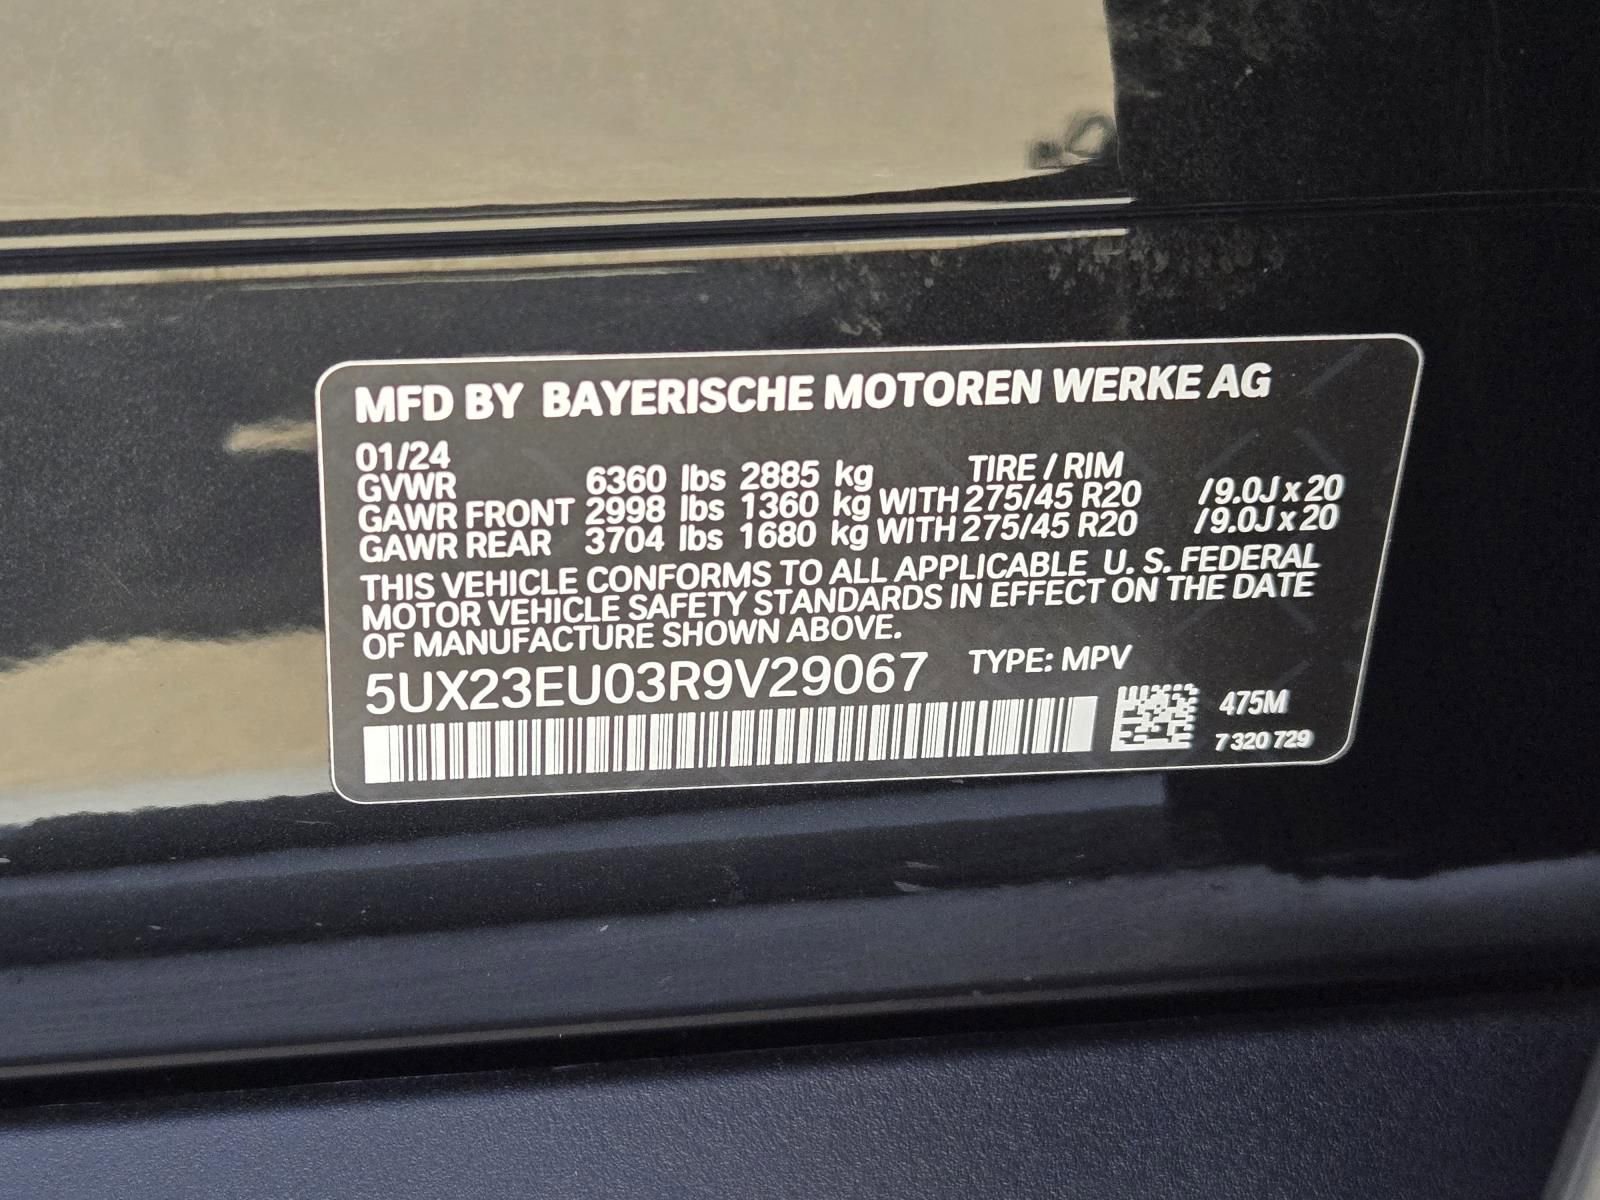 MFD BY BAYERISCHE MOTOREN WERKE AG
01/24 TIRE / RIM
GVWR 6360 lbs 2885 kg
GAWR FRONT 2998 lbs 1360 kg WITH 275/45 R20 /9.0J x 20
GAWR REAR 3704 lbs 1680 kg WITH 275/45 R20 /9.0J x 20
THIS VEHICLE CONFORMS TO ALL APPLICABLE U. S. FEDERAL
MOTOR VEHICLE SAFETY STANDARDS IN EFFECT ON THE DATE
OF MANUFACTURE SHOWN ABOVE.
5UX23EU03R9V29067 TYPE: MPV
475M
7 320 729